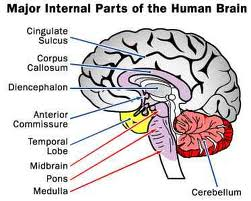 Major Internal Parts of the Human Brain
Cingulate
Sulcus
Corpus
Callosum
Diencephalon
Anterior
Commissure
Temporal
Lobe
Midbrain
Pons
Medulla
Cerebellum